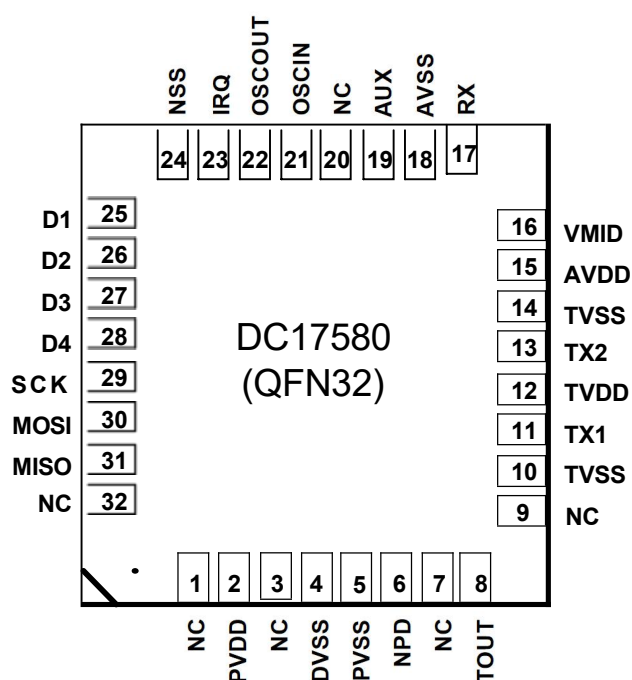 NSS IRQ OSCOUT OSCIN NC AUX AVSS RX
24 23 22 21 20 19 18 17
D1 25
D2 26
D3 27
D4 28
SCK 29
MOSI 30
MISO 31
NC 32
DC17580
(QFN32)
16 VMID
15 AVDD
14 TVSS
13 TX2
12 TVDD
11 TX1
10 TVSS
9 NC
1 2 3 4 5 6 7 8
NC PVDD NC DVSS PVSS NPD NC TOUT